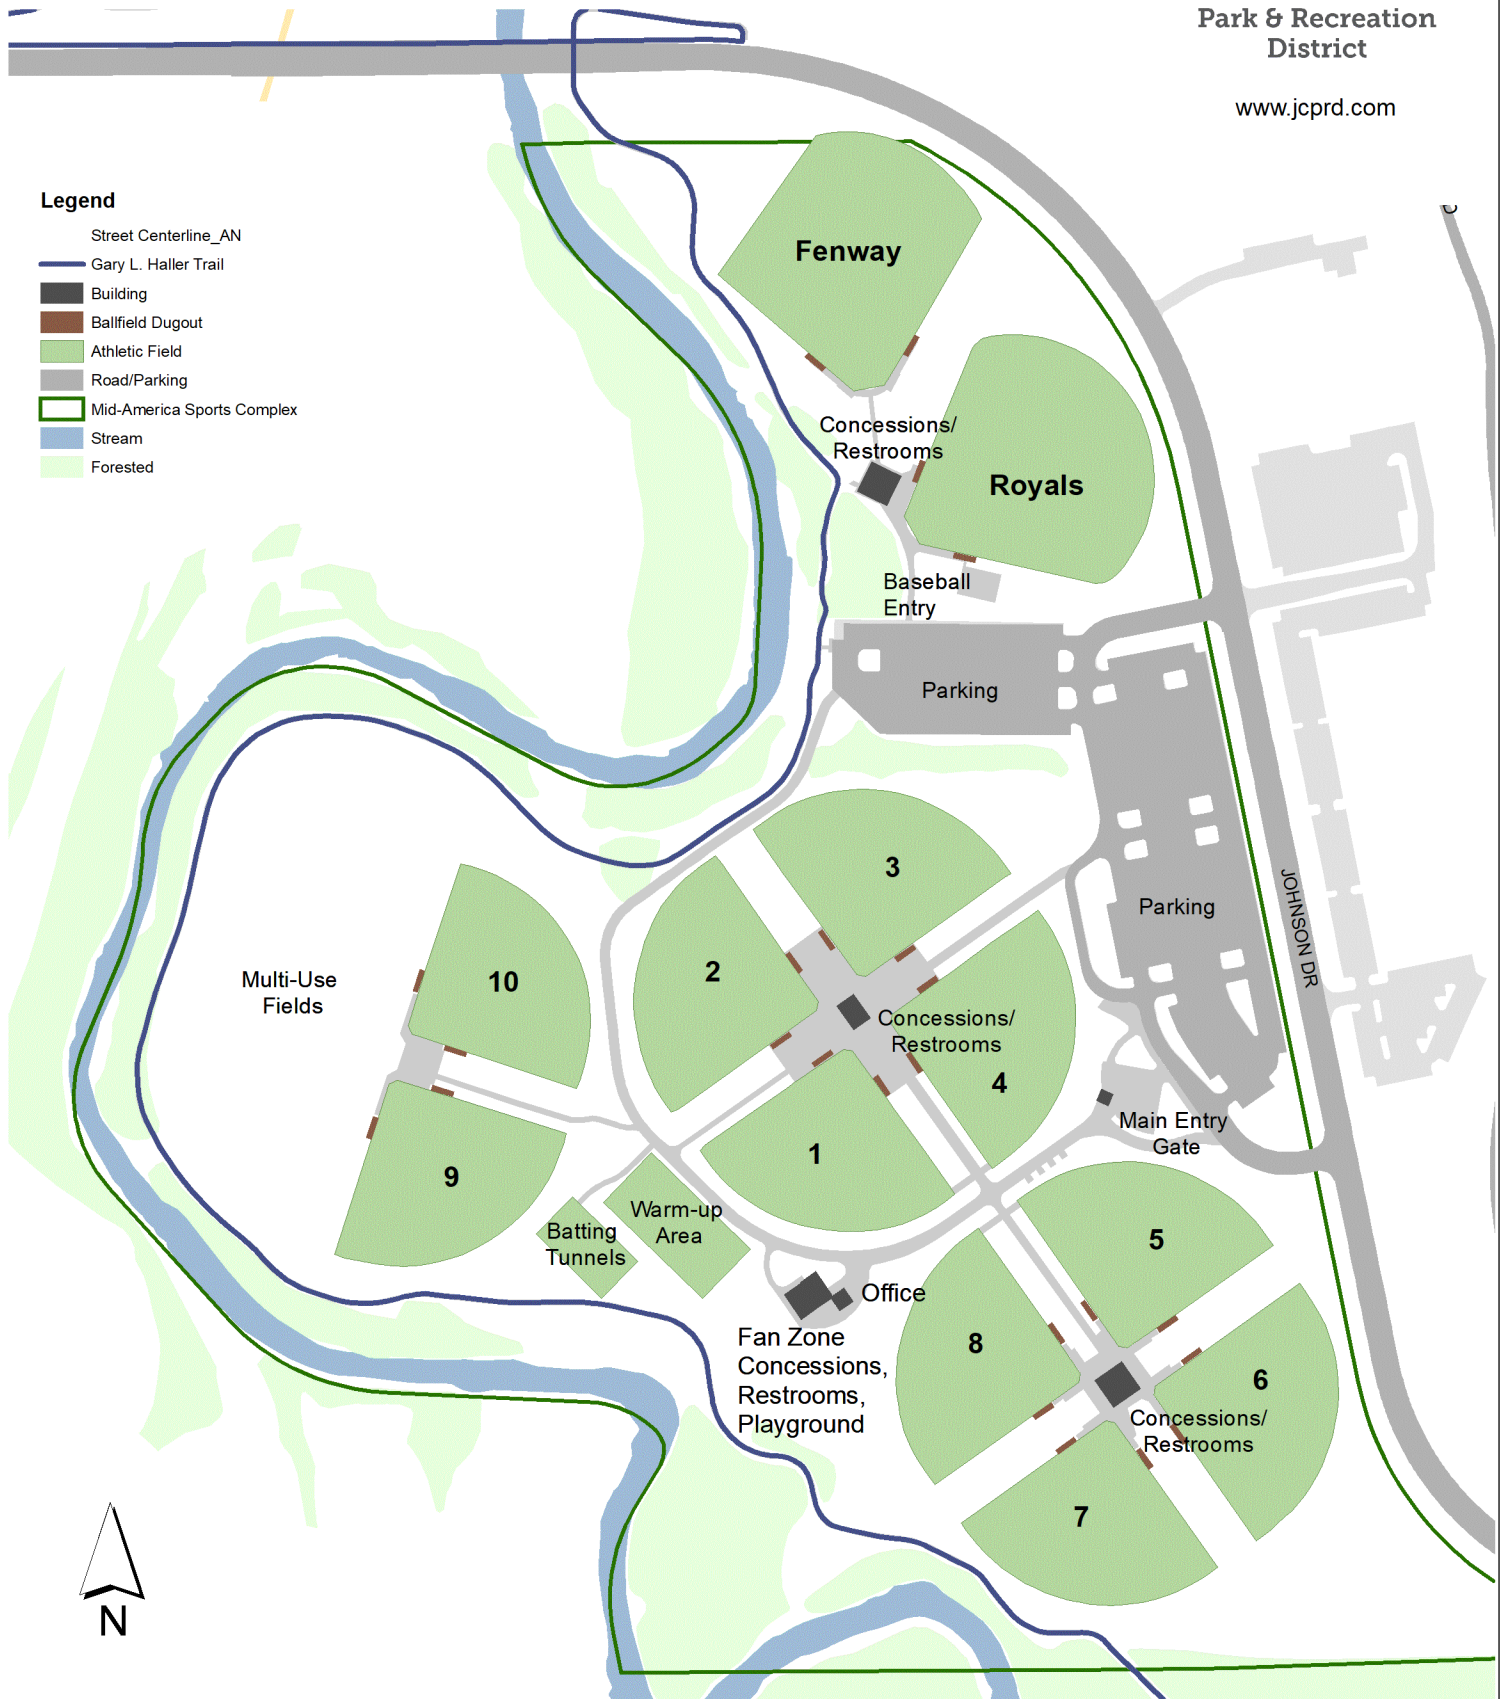 Park & Recreation
District
www.jcprd.com
Legend
Street Centerline_AN
Gary L. Haller Trail
Building
Ballfield Dugout
Athletic Field
Road/Parking
Mid-America Sports Complex
Stream
Forested
Fenway
Concessions/
Restrooms
Royals
Baseball
Entry
Parking
3
Parking
JOHNSON DR
2
10
Multi-Use
Fields
Concessions/
Restrooms
4
Main Entry
Gate
1
9
Warm-up
Area
Batting
Tunnels
5
Office
Fan Zone
Concessions,
Restrooms,
Playground
8
6
Concessions/
Restrooms
7
N